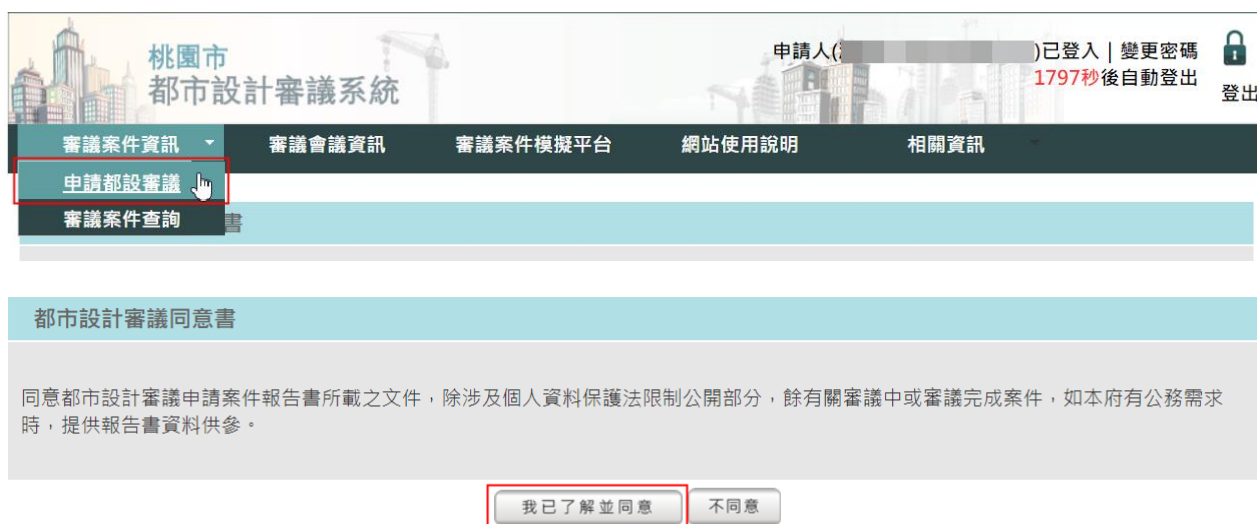 桃園市
都市設計審議系統
申請人( )已登入 | 變更密碼
1797秒後自動登出
登出
審議案件資訊 審議會議資訊 審議案件模擬平台 網站使用說明 相關資訊
申請都設審議
審議案件查詢
書
都市設計審議同意書
同意都市設計審議申請案件報告書所載之文件，除涉及個人資料保護法限制公開部分，餘有關審議中或審議完成案件，如本府有公務需求
時，提供報告書資料供參。
我已了解並同意 不同意